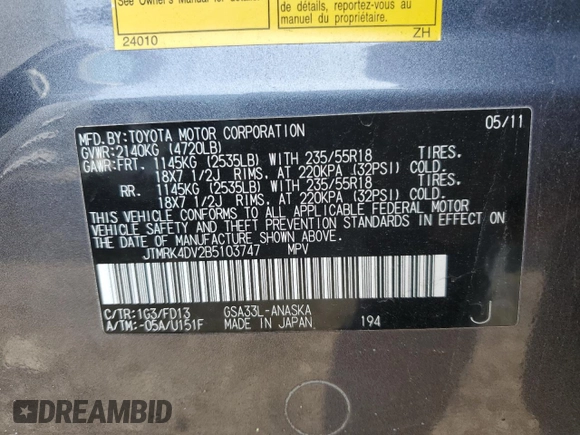 See Owner's Manual for
de détails, reportez-vous au
manuel du propriétaire.
24010 ZH
MFD.BY:TOYOTA MOTOR CORPORATION 05/11
GVWR:2140KG (4720LB)
GAWR:FRT. 1145KG (2535LB) WITH 235/55R18 TIRES.
18X7 1/2J RIMS. AT 220KPA (32PSI) COLD.
RR. 1145KG (2535LB) WITH 235/55R18 TIRES.
18X7 1/2J RIMS. AT 220KPA (32PSI) COLD.
THIS VEHICLE CONFORMS TO ALL APPLICABLE FEDERAL MOTOR
VEHICLE SAFETY AND THEFT PREVENTION STANDARDS IN EFFECT ON
THE DATE OF MANUFACTURE SHOWN ABOVE.
JTMRK4DV2B5103747 MPV
C/TR:1G3/FD13 GSA33L-ANASKA
A/TM:-05A/U151F MADE IN JAPAN 194 J
DREAMBID